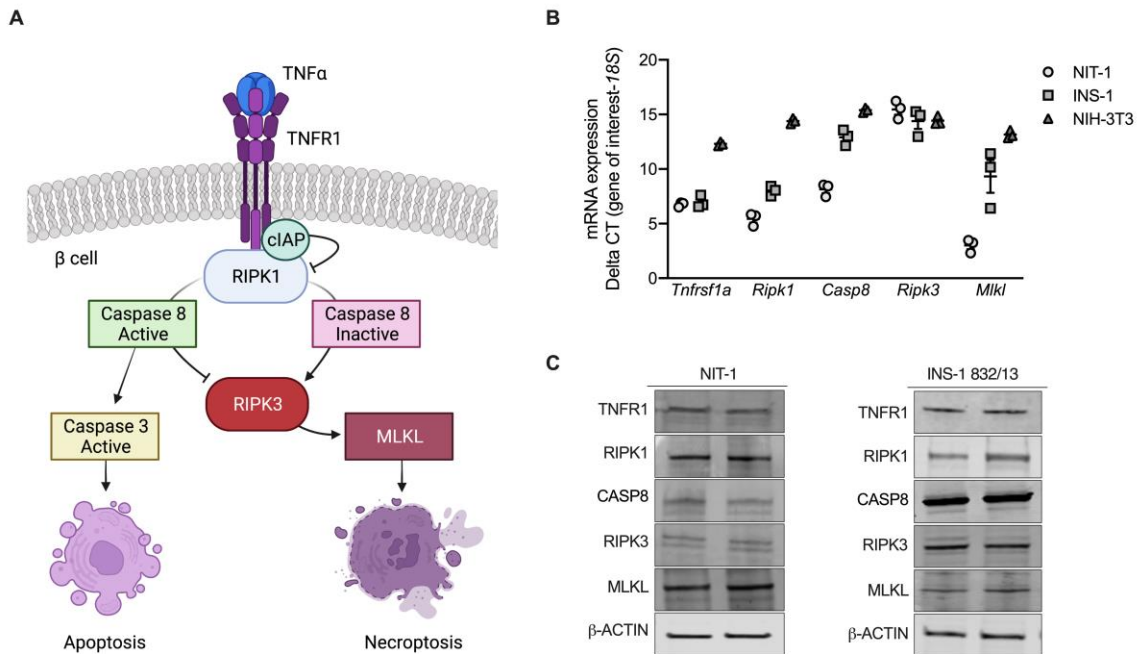 A
TNFα
TNFR1
cIAP
β cell
RIPK1
Caspase 8
Active
Caspase 8
Inactive
RIPK3
Caspase 3
Active
MLKL
Apoptosis
Necroptosis
B
mRNA expression
Delta CT (gene of interest-18S)
20
15
10
5
0
Tnfrsf1a Ripk1 Casp8 Ripk3 Mlkl
NIT-1
INS-1
NIH-3T3
C
NIT-1
TNFR1
RIPK1
CASP8
RIPK3
MLKL
β-ACTIN
INS-1 832/13
TNFR1
RIPK1
CASP8
RIPK3
MLKL
β-ACTIN